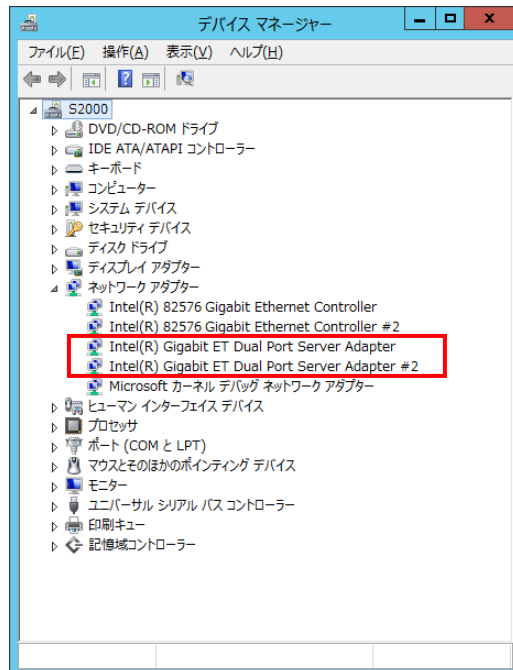 デバイス マネージャー
ファイル(F) 操作(A) 表示(V) ヘルプ(H)
S2000
DVD/CD-ROM ドライブ
IDE ATA/ATAPI コントローラー
キーボード
コンピューター
システム デバイス
セキュリティ デバイス
ディスク ドライブ
ディスプレイ アダプター
ネットワーク アダプター
Intel(R) 82576 Gigabit Ethernet Controller
Intel(R) 82576 Gigabit Ethernet Controller #2
Intel(R) Gigabit ET Dual Port Server Adapter
Intel(R) Gigabit ET Dual Port Server Adapter #2
Microsoft カーネル デバッグ ネットワーク アダプター
ヒューマン インターフェイス デバイス
プロセッサ
ポート (COM と LPT)
マウスとそのほかのポインティング デバイス
モニター
ユニバーサル シリアル バス コントローラー
印刷キュー
記憶域コントローラー